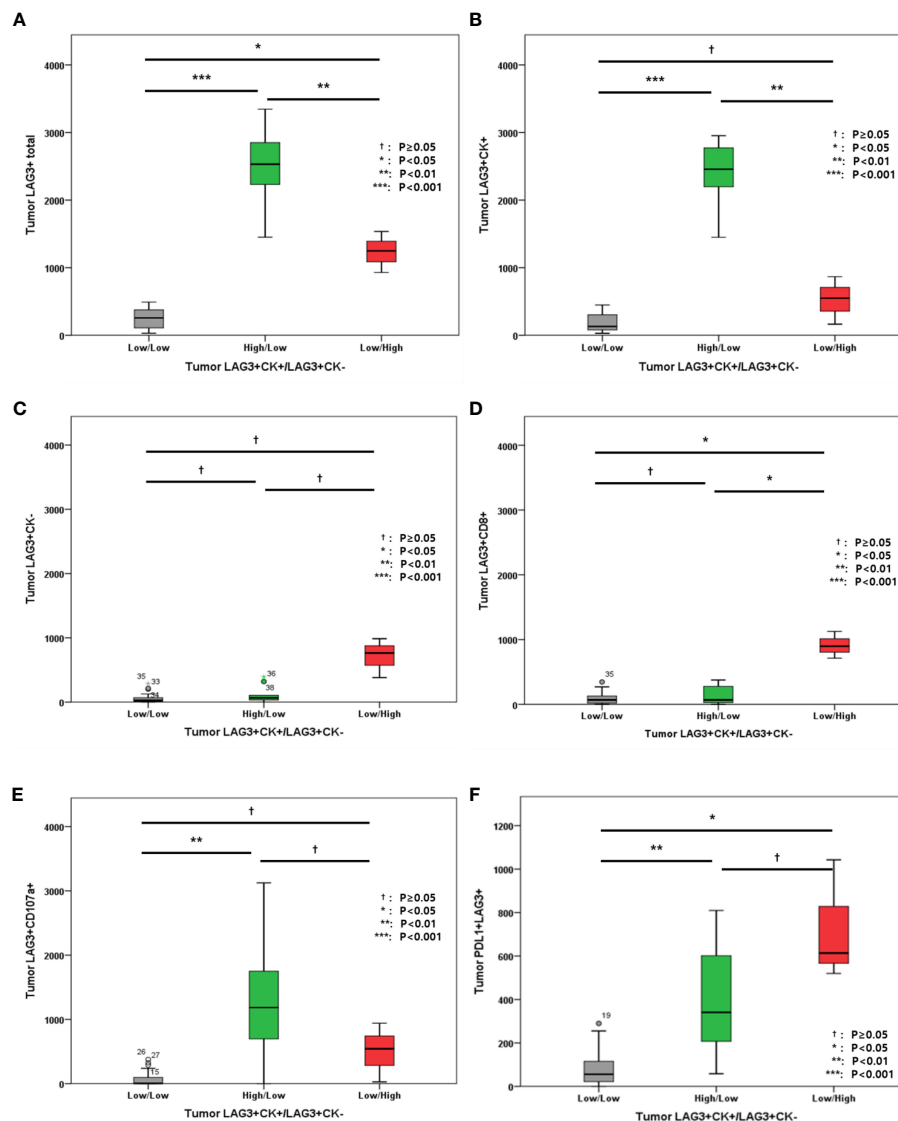 A
Tumor LAG3+ total
4000
3000
2000
1000
0
*
***
**
† : P≥0.05
* : P<0.05
**: P<0.01
***: P<0.001
Low/Low High/Low Low/High
Tumor LAG3+CK+/LAG3+CK-
B
Tumor LAG3+CK+
4000
3000
2000
1000
0
†
***
**
† : P≥0.05
* : P<0.05
**: P<0.01
***: P<0.001
Low/Low High/Low Low/High
Tumor LAG3+CK+/LAG3+CK-
C
Tumor LAG3+CK-
4000
3000
2000
1000
0
†
†
†
† : P≥0.05
* : P<0.05
**: P<0.01
***: P<0.001
35 33
36
38
Low/Low High/Low Low/High
Tumor LAG3+CK+/LAG3+CK-
D
Tumor LAG3+CD8+
4000
3000
2000
1000
0
*
†
*
† : P≥0.05
* : P<0.05
**: P<0.01
***: P<0.001
35
Low/Low High/Low Low/High
Tumor LAG3+CK+/LAG3+CK-
E
Tumor LAG3+CD107a+
4000
3000
2000
1000
0
†
**
†
† : P≥0.05
* : P<0.05
**: P<0.01
***: P<0.001
26 27
15
Low/Low High/Low Low/High
Tumor LAG3+CK+/LAG3+CK-
F
Tumor PDL1+LAG3+
1200
1000
800
600
400
200
0
*
**
†
19
† : P≥0.05
* : P<0.05
**: P<0.01
***: P<0.001
Low/Low High/Low Low/High
Tumor LAG3+CK+/LAG3+CK-